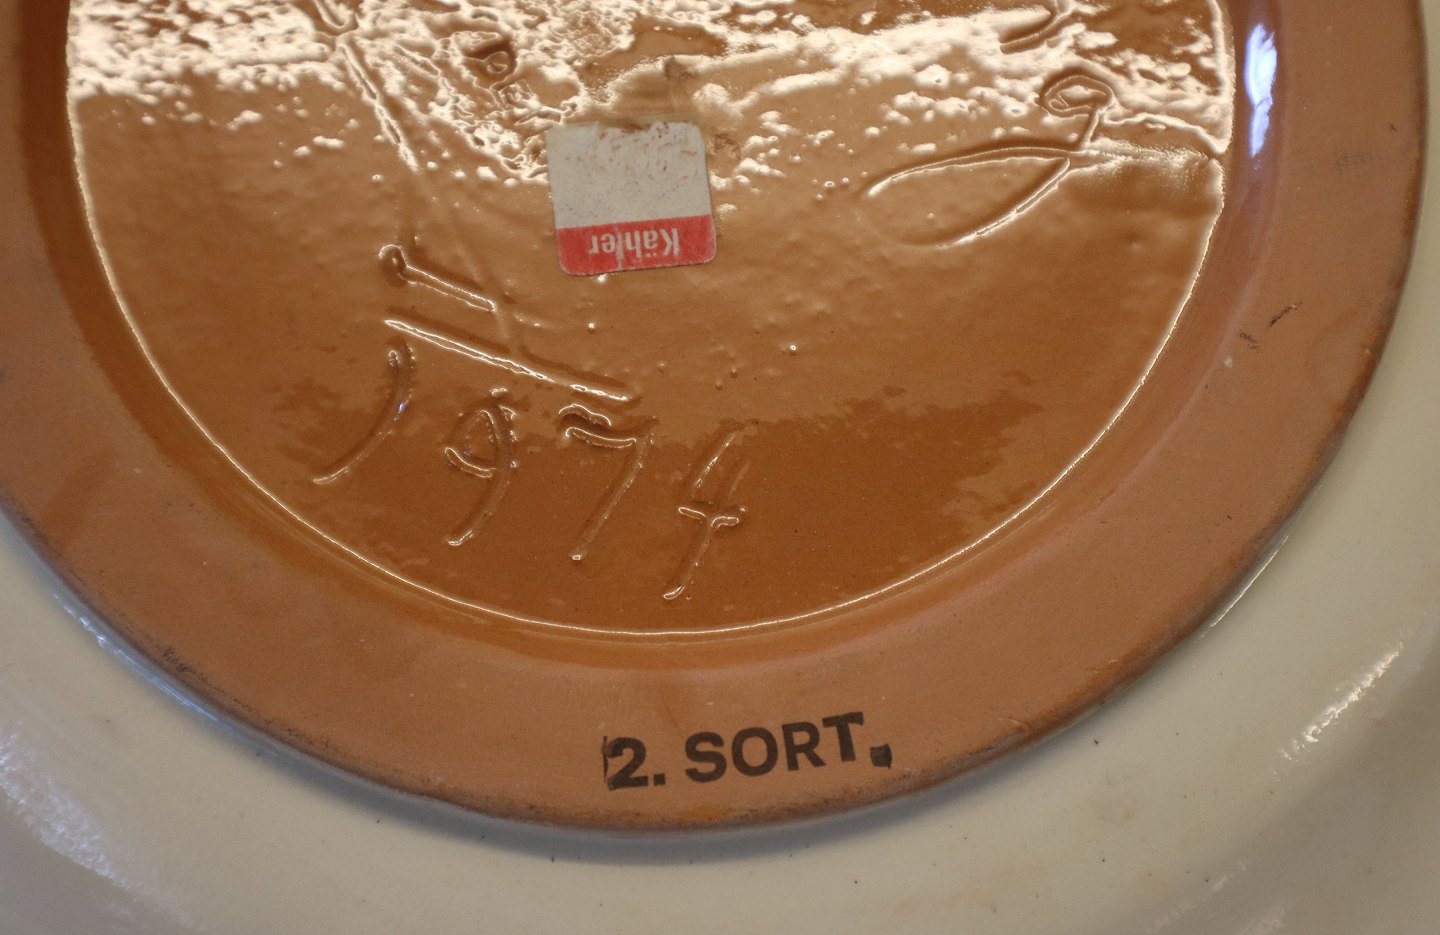 Kähler
1974
2. SORT.